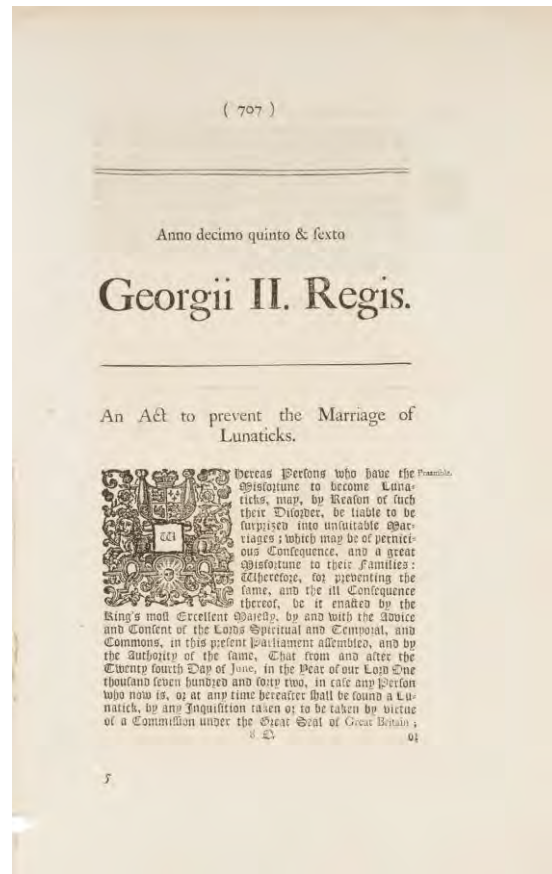 ( 707 )
Anno decimo quinto & ſexto
Georgii II. Regis.
An Act to prevent the Marriage of
Lunaticks.
Whereas Perſons who have the Preamble.
Misfortune to become Luna-
ticks, may, by Reaſon of ſuch
their Diſorder, be liable to be
ſurprized into unſuitable Mar-
riages ; which may be of pernici-
ous Conſequence, and a great
Misfortune to their Families :
Wherefore, for preventing the
ſame, and the ill Conſequence
thereof, be it enacted by the
King's moſt Excellent Majeſty, by and with the Advice
and Conſent of the Lords Spiritual and Temporal, and
Commons, in this preſent Parliament aſſembled, and by
the Authority of the ſame, That from and after the
Twenty fourth Day of June, in the Year of our Lord One
thouſand ſeven hundred and forty two, in caſe any Perſon
who now is, or at any time hereafter ſhall be found a Lu-
natick, by any Inquiſition taken or to be taken by virtue
of a Commiſſion under the Great Seal of Great Britain ;
8 Q or
5